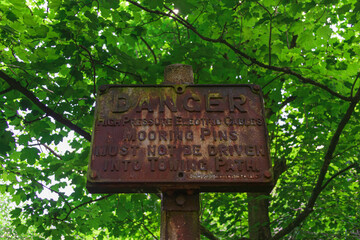 DANGER
HIGH PRESSURE ELECTRIC CABLES
MOORING PINS
MUST NOT BE DRIVEN
INTO TOWING PATH.